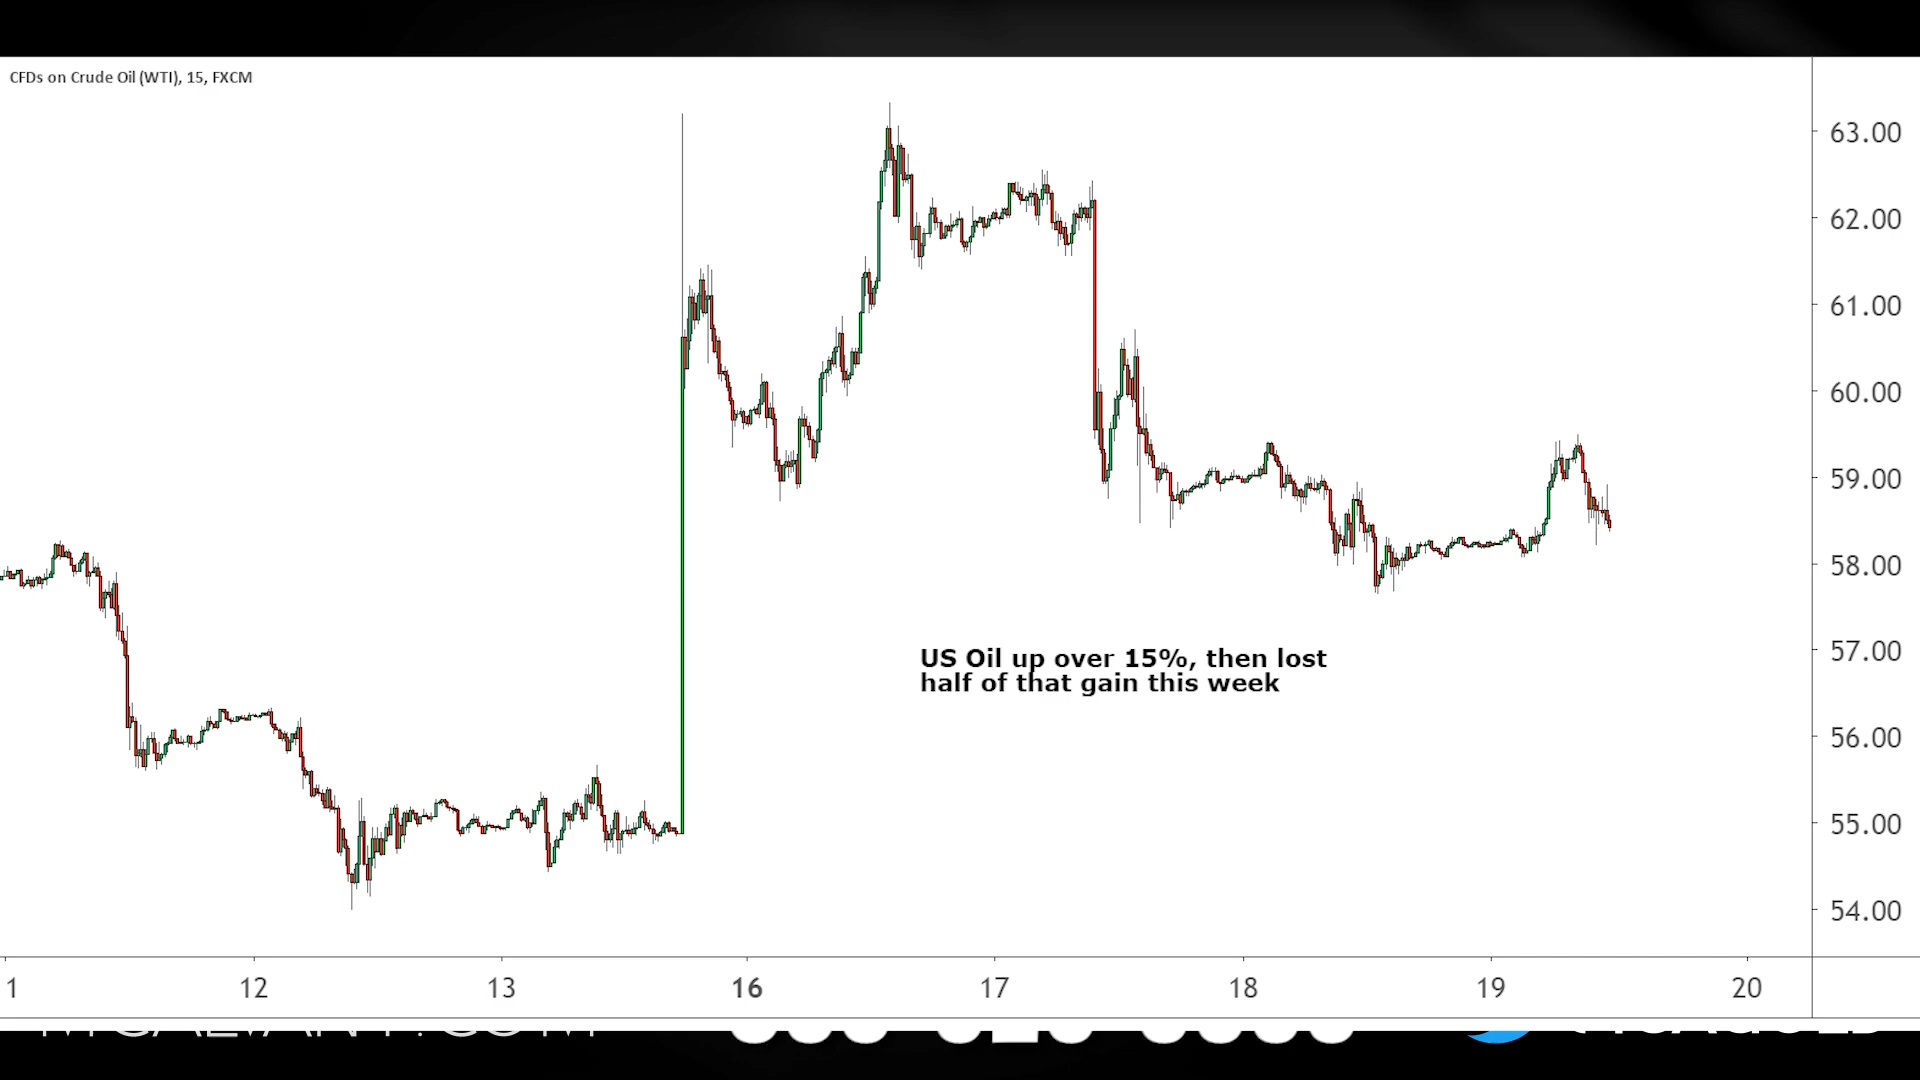 CFDs on Crude Oil (WTI), 15, FXCM
63.00
62.00
61.00
60.00
59.00
58.00
57.00
56.00
55.00
54.00
US Oil up over 15%, then lost
half of that gain this week
1 12 13 16 17 18 19 20